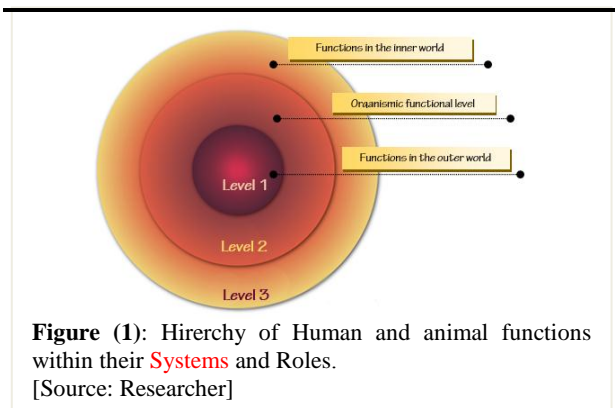 Functions in the inner world
Organismic functional level
Functions in the outer world
Level 1
Level 2
Level 3
Figure (1): Hirerchy of Human and animal functions
within their Systems and Roles.
[Source: Researcher]